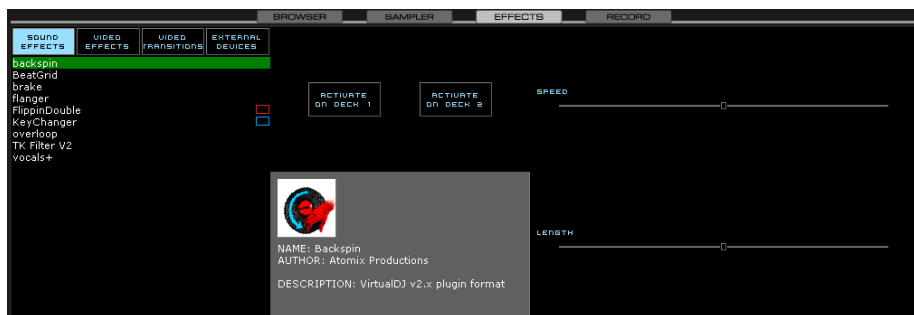 BROWSER SAMPLER EFFECTS RECORD
SOUND EFFECTS
VIDEO EFFECTS
VIDEO TRANSITIONS
EXTERNAL DEVICES
backspin
BeatGrid
brake
flanger
FlippinDouble
KeyChanger
overloop
TK Filter V2
vocals+
ACTIVATE
ON DECK 1
ACTIVATE
ON DECK 2
SPEED
NAME: Backspin
AUTHOR: Atomix Productions
DESCRIPTION: VirtualDJ v2.x plugin format
LENGTH